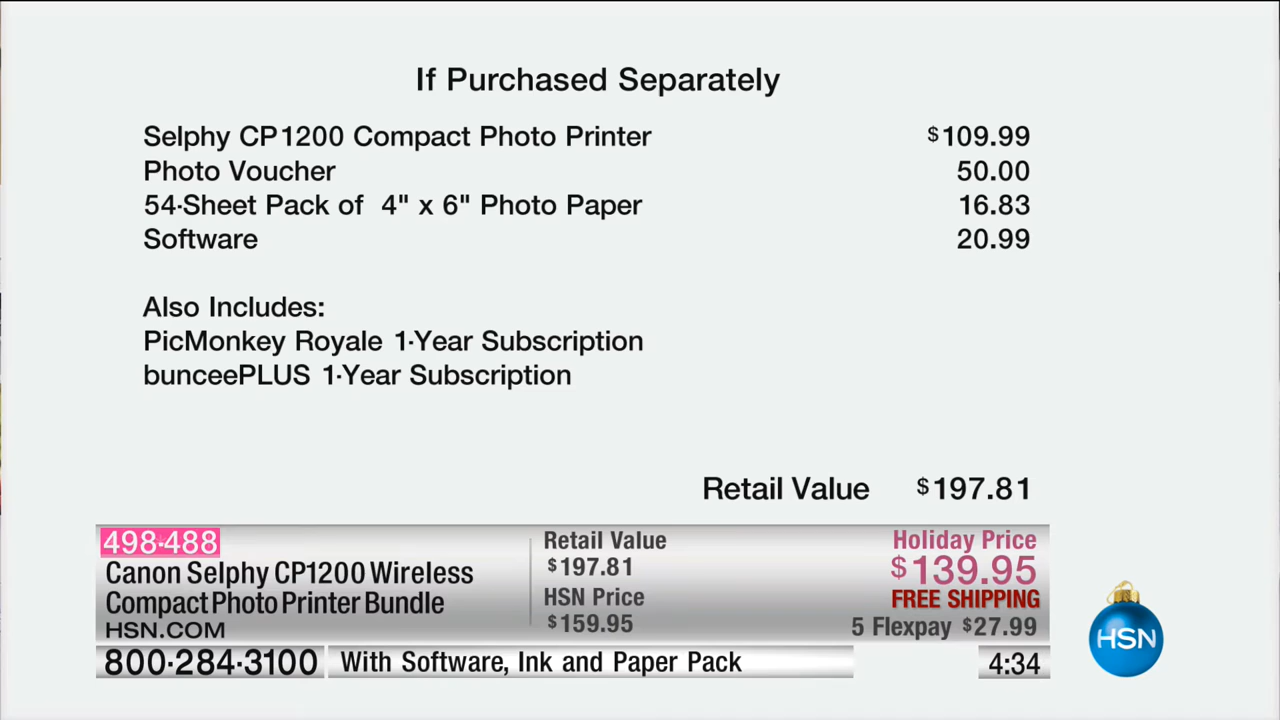 If Purchased Separately
Selphy CP1200 Compact Photo Printer $109.99
Photo Voucher 50.00
54-Sheet Pack of 4" x 6" Photo Paper 16.83
Software 20.99
Also Includes:
PicMonkey Royale 1-Year Subscription
bunceePLUS 1-Year Subscription
Retail Value $197.81
498-488
Canon Selphy CP1200 Wireless
Compact Photo Printer Bundle
HSN.COM
Retail Value
$197.81
HSN Price
$159.95
Holiday Price
$139.95
FREE SHIPPING
5 Flexpay $27.99
800-284-3100
With Software, Ink and Paper Pack
4:34
HSN